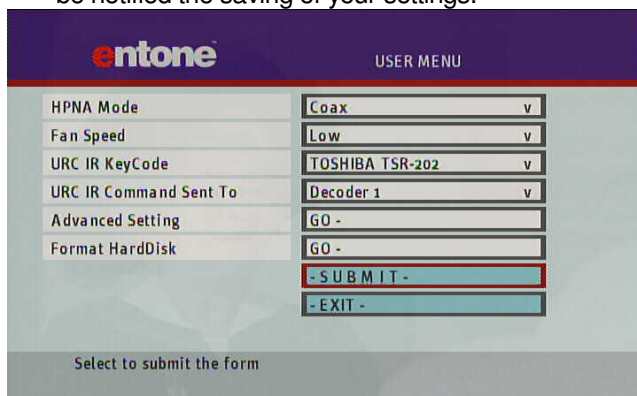 be notified the saving of your settings.
entone
USER MENU
HPNA Mode Coax v
Fan Speed Low v
URC IR KeyCode TOSHIBA TSR-202 v
URC IR Command Sent To Decoder 1 v
Advanced Setting GO -
Format HardDisk GO -
- S U B M I T -
- EXIT -
Select to submit the form